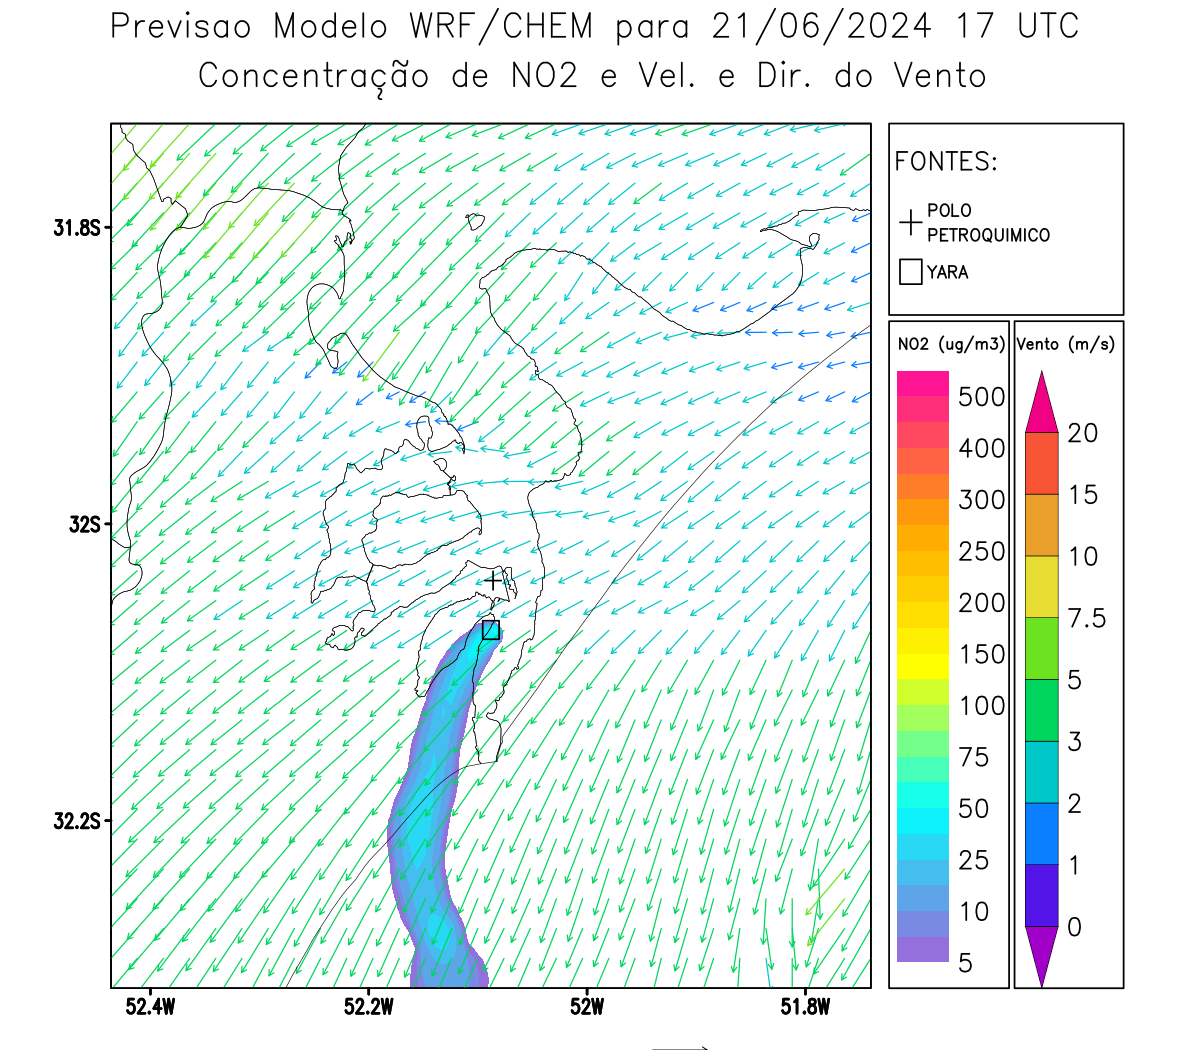 Previsao Modelo WRF/CHEM para 21/06/2024 17 UTC
Concentração de NO2 e Vel. e Dir. do Vento
FONTES:
POLO
PETROQUIMICO
YARA
31.8S
32S
32.2S
52.4W
52.2W
52W
51.8W
NO2 (ug/m3)
500
400
300
250
200
150
100
75
50
25
10
5
Vento (m/s)
20
15
10
7.5
5
3
2
1
0